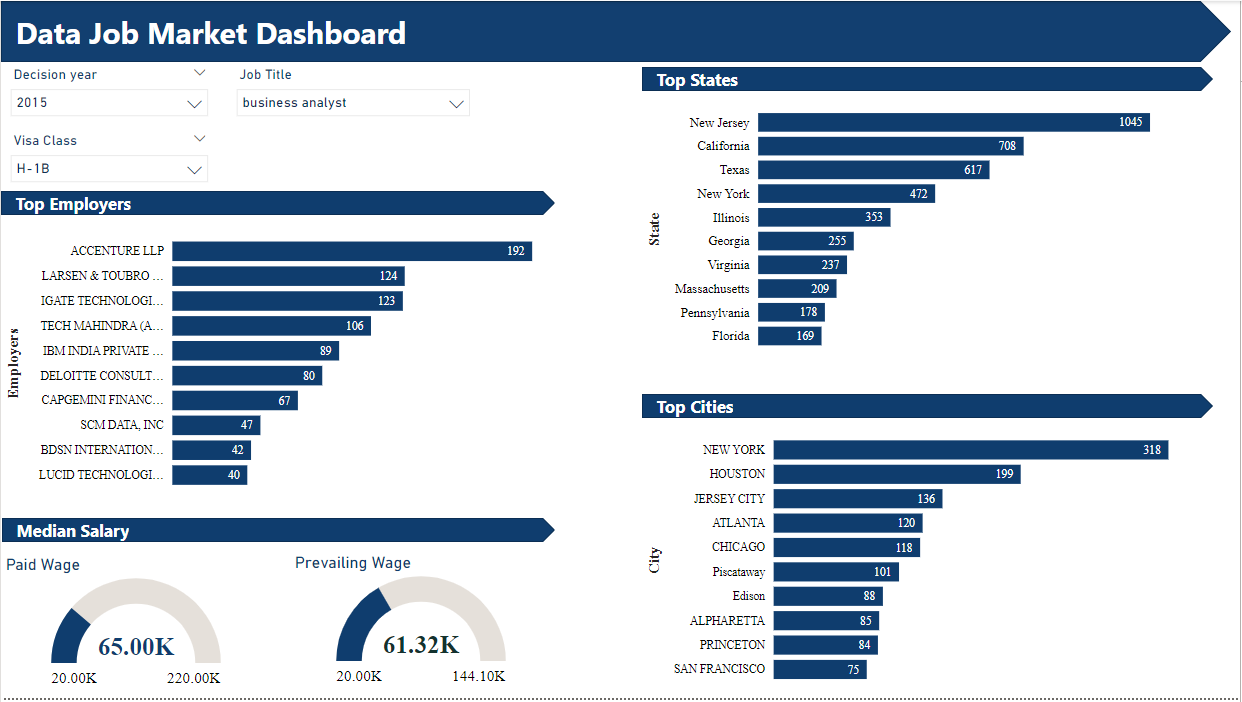 Data Job Market Dashboard
Decision year
2015
Job Title
business analyst
Visa Class
H-1B
Top Employers
Employers
ACCENTURE LLP 192
LARSEN & TOUBRO ... 124
IGATE TECHNOLOGI... 123
TECH MAHINDRA (A... 106
IBM INDIA PRIVATE ... 89
DELOITTE CONSULT... 80
CAPGEMINI FINANC... 67
SCM DATA, INC 47
BDSN INTERNATION... 42
LUCID TECHNOLOGI... 40
Median Salary
Paid Wage
65.00K
20.00K 220.00K
Prevailing Wage
61.32K
20.00K 144.10K
Top States
State
New Jersey 1045
California 708
Texas 617
New York 472
Illinois 353
Georgia 255
Virginia 237
Massachusetts 209
Pennsylvania 178
Florida 169
Top Cities
City
NEW YORK 318
HOUSTON 199
JERSEY CITY 136
ATLANTA 120
CHICAGO 118
Piscataway 101
Edison 88
ALPHARETTA 85
PRINCETON 84
SAN FRANCISCO 75